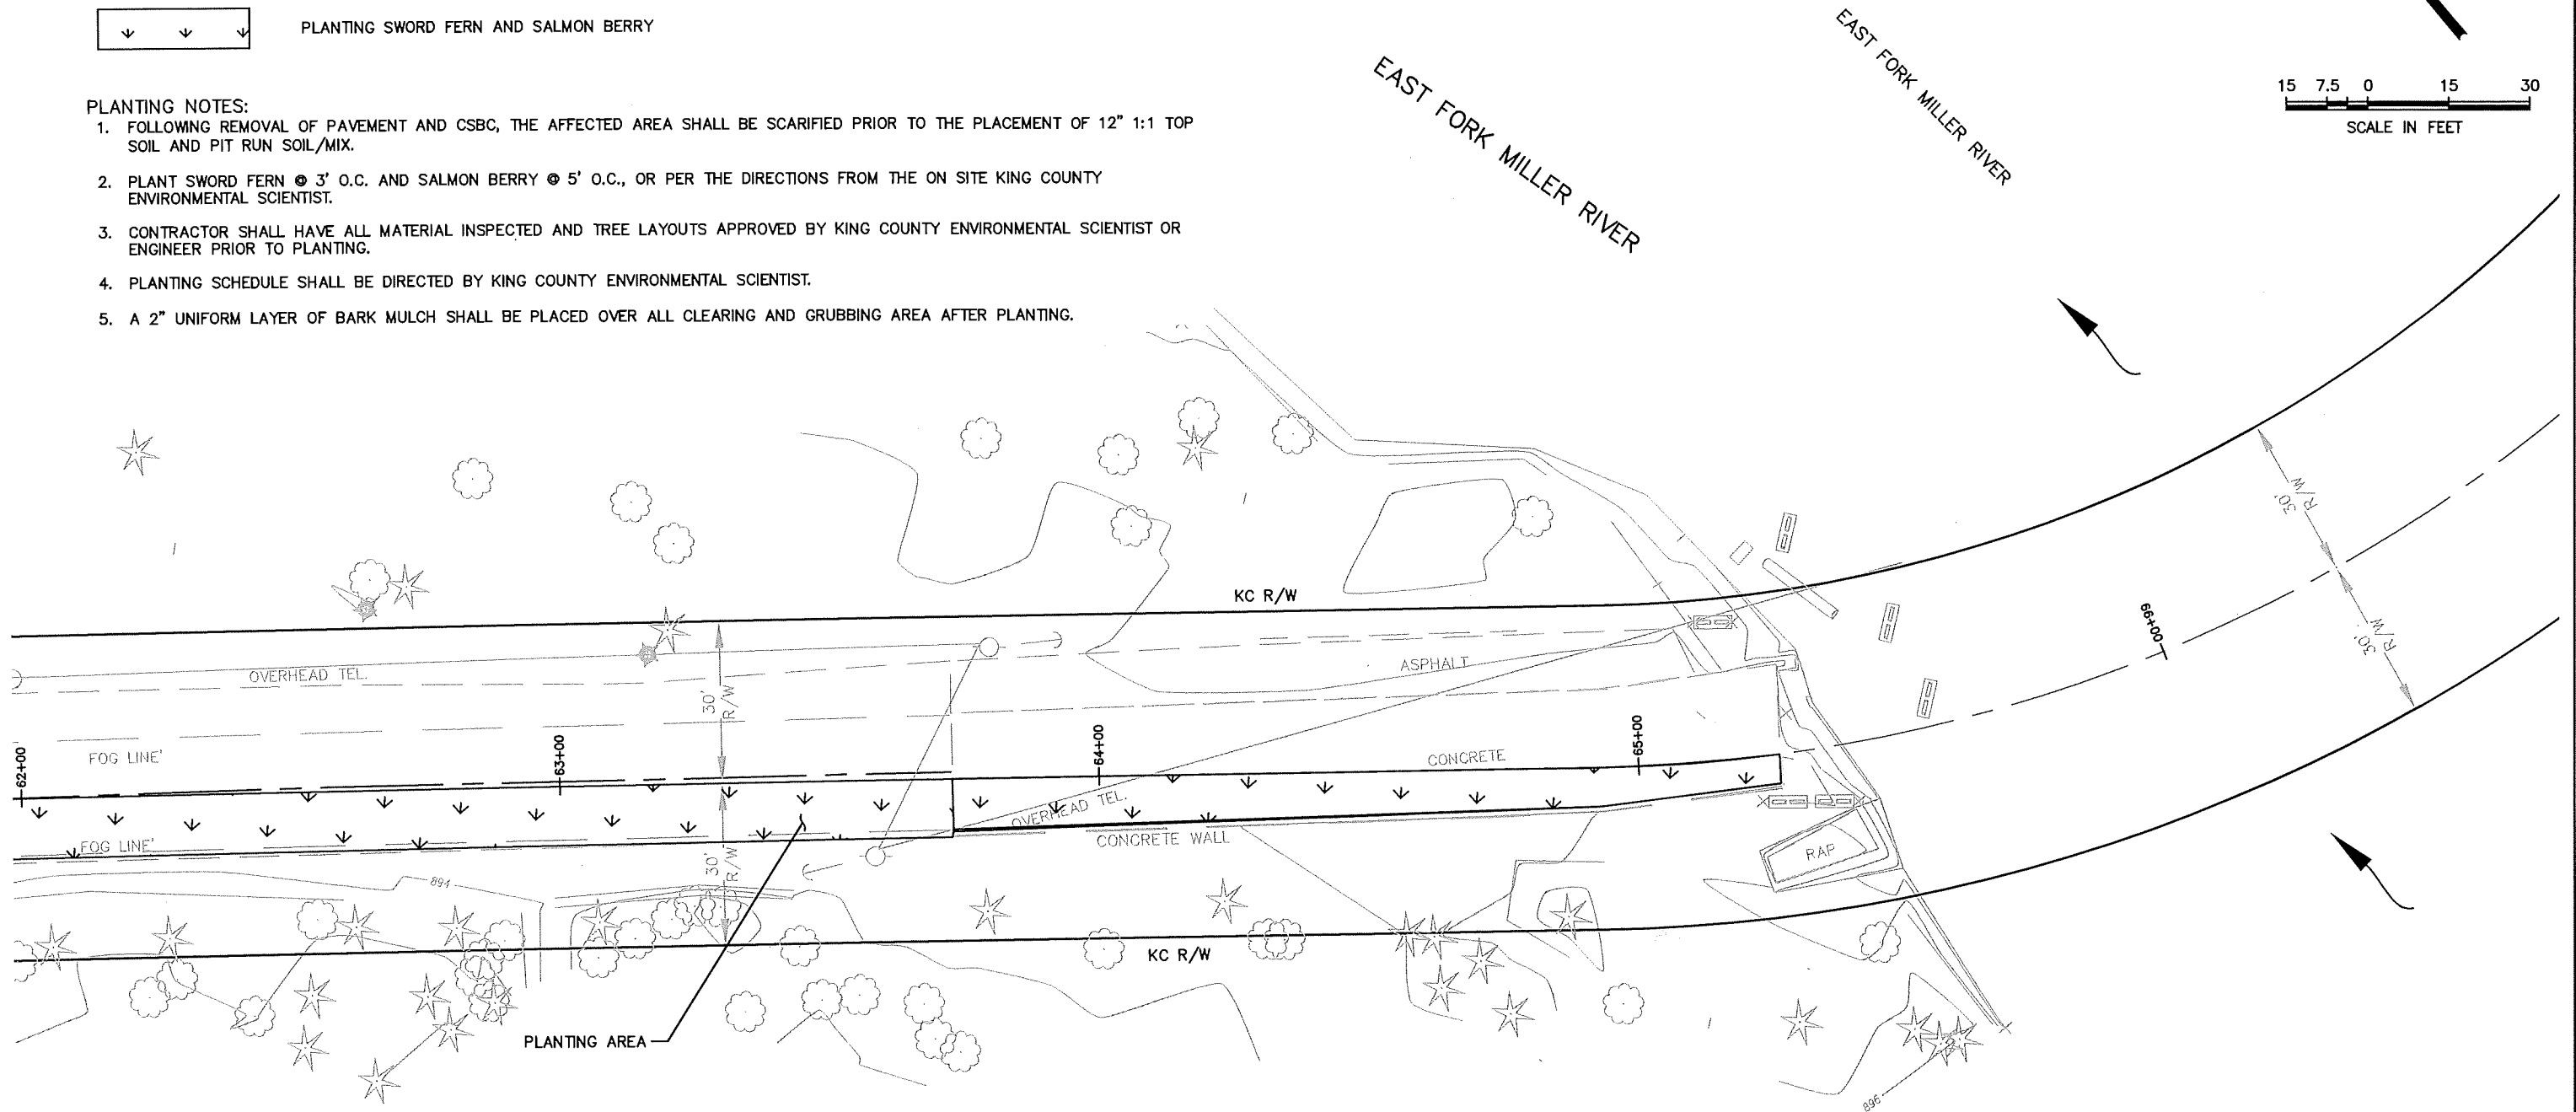 PLANTING SWORD FERN AND SALMON BERRY
EAST FORK MILLER RIVER
EAST FORK MILLER RIVER
15 7.5 0 15 30
SCALE IN FEET
PLANTING NOTES:
1. FOLLOWING REMOVAL OF PAVEMENT AND CSBC, THE AFFECTED AREA SHALL BE SCARIFIED PRIOR TO THE PLACEMENT OF 12" 1:1 TOP
SOIL AND PIT RUN SOIL/MIX.
2. PLANT SWORD FERN @ 3' O.C. AND SALMON BERRY @ 5' O.C., OR PER THE DIRECTIONS FROM THE ON SITE KING COUNTY
ENVIRONMENTAL SCIENTIST.
3. CONTRACTOR SHALL HAVE ALL MATERIAL INSPECTED AND TREE LAYOUTS APPROVED BY KING COUNTY ENVIRONMENTAL SCIENTIST OR
ENGINEER PRIOR TO PLANTING.
4. PLANTING SCHEDULE SHALL BE DIRECTED BY KING COUNTY ENVIRONMENTAL SCIENTIST.
5. A 2" UNIFORM LAYER OF BARK MULCH SHALL BE PLACED OVER ALL CLEARING AND GRUBBING AREA AFTER PLANTING.
30'
R/W
KC R/W
66+00
30'
R/W
OVERHEAD TEL.
ASPHALT
30'
R/W
FOG LINE'
62+00
63+00
64+00
65+00
CONCRETE
OVERHEAD TEL.
CONCRETE WALL
FOG LINE'
30'
R/W
RAP
894
KC R/W
PLANTING AREA
896